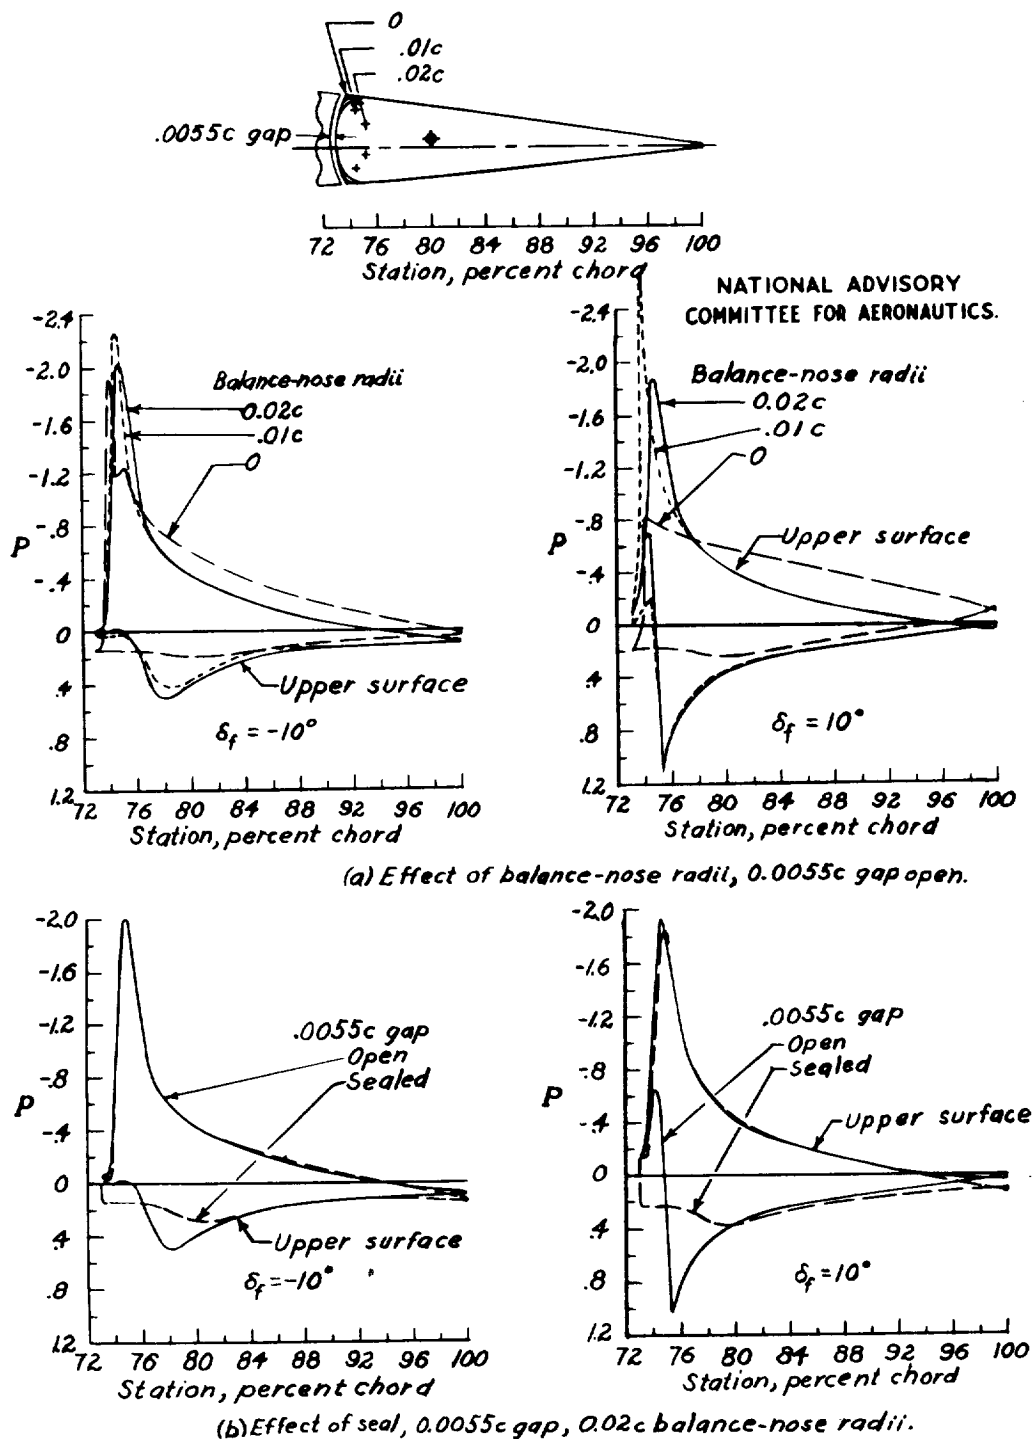 0
.01c
.02c
.0055c gap
72 76 80 84 88 92 96 100
Station, percent chord
NATIONAL ADVISORY
COMMITTEE FOR AERONAUTICS.
-2.4
-2.0
-1.6
-1.2
-.8
-.4
0
.4
.8
1.2
P
Balance-nose radii
0.02c
.01c
0
Upper surface
δf = -10°
72 76 80 84 88 92 96 100
Station, percent chord
-2.4
-2.0
-1.6
-1.2
-.8
-.4
0
.4
.8
1.2
P
Balance-nose radii
0.02c
.01c
0
Upper surface
δf = 10°
72 76 80 84 88 92 96 100
Station, percent chord
(a) Effect of balance-nose radii, 0.0055c gap open.
-2.0
-1.6
-1.2
-.8
-.4
0
.4
.8
1.2
P
.0055c gap
Open
Sealed
Upper surface
δf = -10°
72 76 80 84 88 92 96 100
Station, percent chord
-2.0
-1.6
-1.2
-.8
-.4
0
.4
.8
1.2
P
.0055c gap
Open
Sealed
Upper surface
δf = 10°
72 76 80 84 88 92 96 100
Station, percent chord
(b) Effect of seal, 0.0055c gap, 0.02c balance-nose radii.